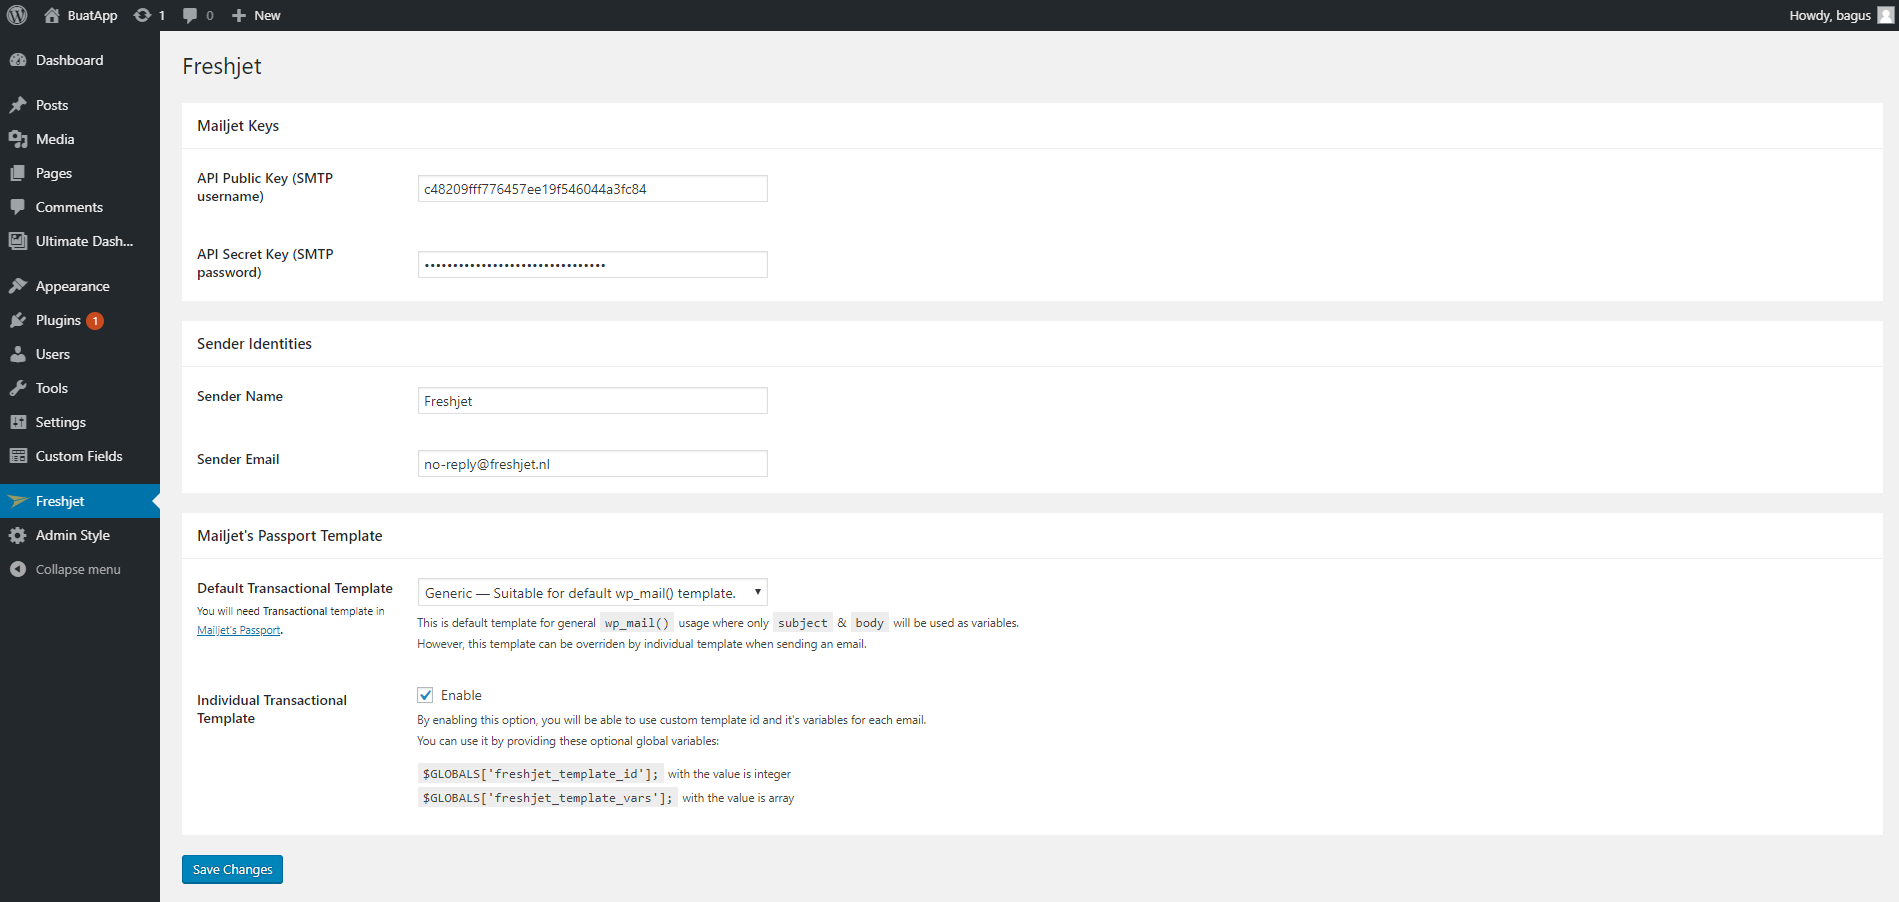 BuatApp 1 0 New Howdy, bagus
Dashboard
Posts
Media
Pages
Comments
Ultimate Dash...
Appearance
Plugins 1
Users
Tools
Settings
Custom Fields
Freshjet
Admin Style
Collapse menu
Freshjet
Mailjet Keys
API Public Key (SMTP
username)
c48209fff776457ee19f546044a3fc84
API Secret Key (SMTP
password)
••••••••••••••••••••••••••••••••
Sender Identities
Sender Name
Freshjet
Sender Email
no-reply@freshjet.nl
Mailjet's Passport Template
Default Transactional Template
You will need Transactional template in
Mailjet's Passport.
Generic — Suitable for default wp_mail() template.
This is default template for general wp_mail() usage where only subject & body will be used as variables.
However, this template can be overriden by individual template when sending an email.
Individual Transactional
Template
Enable
By enabling this option, you will be able to use custom template id and it's variables for each email.
You can use it by providing these optional global variables:
$GLOBALS['freshjet_template_id']; with the value is integer
$GLOBALS['freshjet_template_vars']; with the value is array
Save Changes